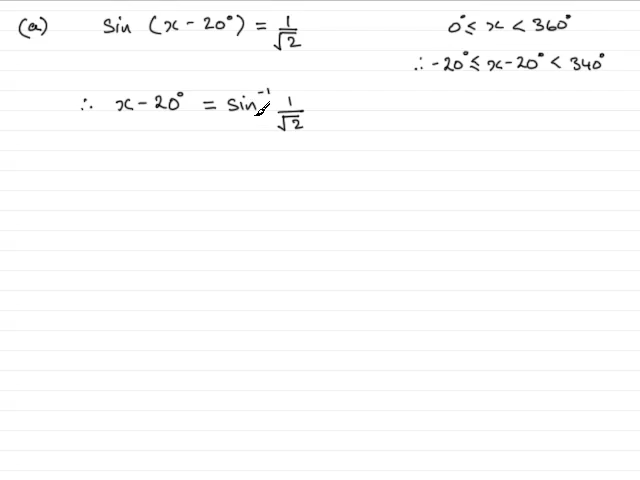 (a) sin (x - 20°) = 1/√2 0° ≤ x < 360°
∴ -20° ≤ x-20° < 340°
∴ x - 20° = sin⁻¹ 1/√2